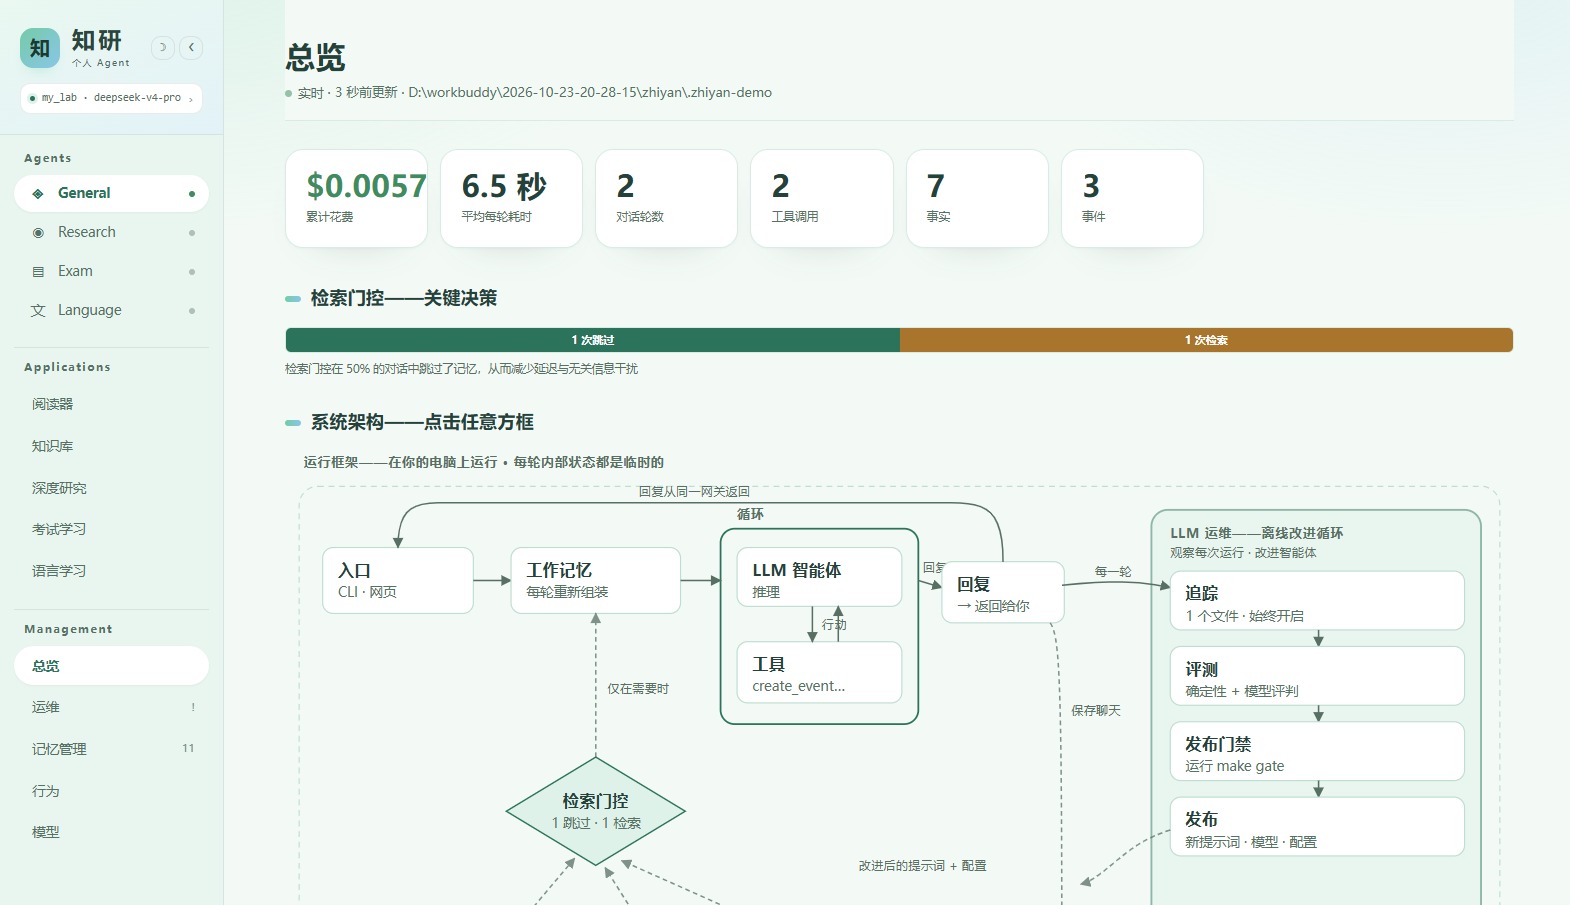 知
知研
个人 Agent
my_lab · deepseek-v4-pro
Agents
General
Research
Exam
文 Language
Applications
阅读器
知识库
深度研究
考试学习
语言学习
Management
总览
运维 !
记忆管理 11
行为
模型
总览
实时 · 3 秒前更新 · D:\workbuddy\2026-10-23-20-28-15\zhiyan\.zhiyan-demo
$0.0057
累计花费
6.5 秒
平均每轮耗时
2
对话轮数
2
工具调用
7
事实
3
事件
检索门控——关键决策
1 次跳过
1 次检索
检索门控在 50% 的对话中跳过了记忆，从而减少延迟与无关信息干扰
系统架构——点击任意方框
运行框架——在你的电脑上运行 • 每轮内部状态都是临时的
回复从同一网关返回
循环
入口
CLI · 网页
工作记忆
每轮重新组装
LLM 智能体
推理
行动
工具
create_event...
回复
回复
→ 返回给你
每一轮
仅在需要时
保存聊天
检索门控
1 跳过 · 1 检索
改进后的提示词 + 配置
LLM 运维——离线改进循环
观察每次运行 · 改进智能体
追踪
1 个文件 · 始终开启
评测
确定性 + 模型评判
发布门禁
运行 make gate
发布
新提示词 · 模型 · 配置